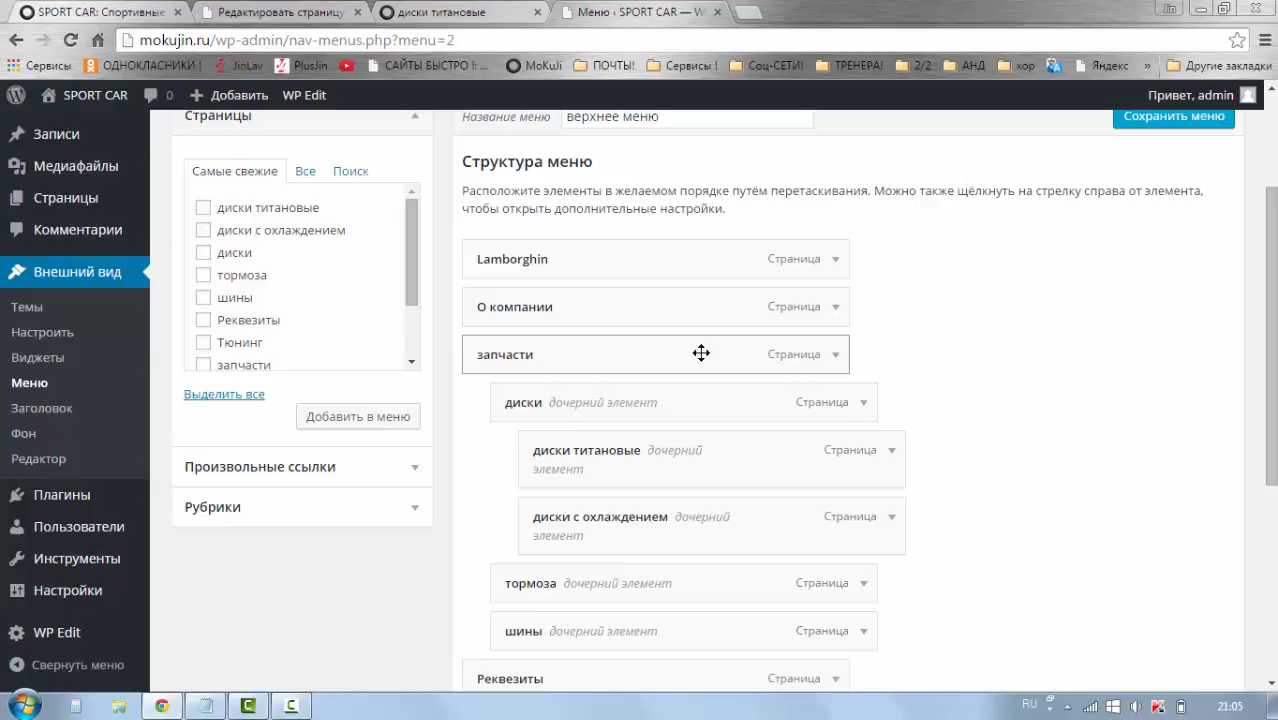 SPORT CAR: Спортивные
Редактировать страницу
диски титановые
Меню ‹ SPORT CAR — W
mokujin.ru/wp-admin/nav-menus.php?menu=2
Сервисы ОДНОКЛАСНИКИ JinLav PlusJin САЙТЫ БЫСТРО I: ... MoKuJi ПОЧТЫ! Сервисы ! Соц-СЕТИ! ТРЕНЕРА! 2/2 АНД хор Яндекс » Другие закладки
SPORT CAR 0 Добавить WP Edit Привет, admin
Записи
Медиафайлы
Страницы
Комментарии
Внешний вид
Темы
Настроить
Виджеты
Меню
Заголовок
Фон
Редактор
Плагины
Пользователи
Инструменты
Настройки
WP Edit
Свернуть меню
Страницы
Самые свежие Все Поиск
диски титановые
диски с охлаждением
диски
тормоза
шины
Реквезиты
Тюнинг
запчасти
Выделить все
Добавить в меню
Произвольные ссылки
Рубрики
Название меню верхнее меню Сохранить меню
Структура меню
Расположите элементы в желаемом порядке путём перетаскивания. Можно также щёлкнуть на стрелку справа от элемента,
чтобы открыть дополнительные настройки.
Lamborghin Страница
О компании Страница
запчасти Страница
диски дочерний элемент Страница
диски титановые дочерний Страница
элемент
диски с охлаждением дочерний Страница
элемент
тормоза дочерний элемент Страница
шины дочерний элемент Страница
Реквезиты Страница
RU 21:05